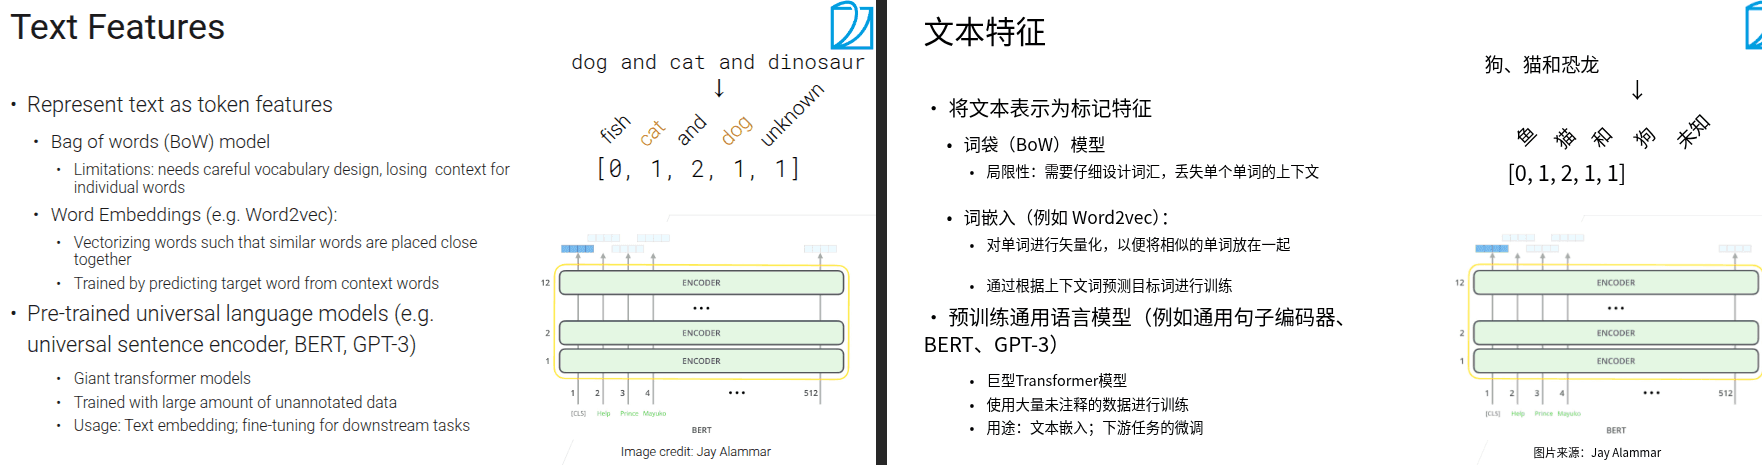 Text Features
dog and cat and dinosaur
↓
fish cat and dog unknown
[0, 1, 2, 1, 1]
• Represent text as token features
• Bag of words (BoW) model
• Limitations: needs careful vocabulary design, losing context for
individual words
• Word Embeddings (e.g. Word2vec):
• Vectorizing words such that similar words are placed close
together
• Trained by predicting target word from context words
• Pre-trained universal language models (e.g.
universal sentence encoder, BERT, GPT-3)
• Giant transformer models
• Trained with large amount of unannotated data
• Usage: Text embedding; fine-tuning for downstream tasks
12 ENCODER
•••
2 ENCODER
1 ENCODER
1 2 3 4 ••• 512
[CLS] Help Prince Mayuko
BERT
Image credit: Jay Alammar
文本特征
狗、猫和恐龙
↓
鱼 猫 和 狗 未知
[0, 1, 2, 1, 1]
• 将文本表示为标记特征
• 词袋（BoW）模型
• 局限性：需要仔细设计词汇，丢失单个单词的上下文
• 词嵌入（例如 Word2vec）：
• 对单词进行矢量化，以便将相似的单词放在一起
• 通过根据上下文词预测目标词进行训练
• 预训练通用语言模型（例如通用句子编码器、
BERT、GPT-3）
• 巨型Transformer模型
• 使用大量未注释的数据进行训练
• 用途：文本嵌入；下游任务的微调
12 ENCODER
•••
2 ENCODER
1 ENCODER
1 2 3 4 ••• 512
[CLS] Help Prince Mayuko
BERT
图片来源：Jay Alammar